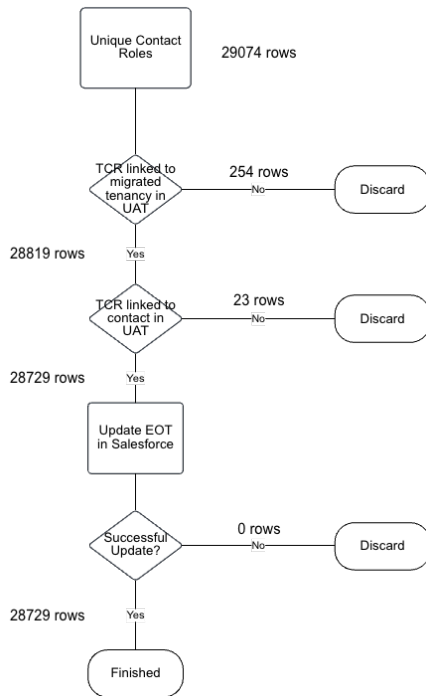 Unique Contact
Roles
29074 rows
TCR linked to
migrated
tenancy in
UAT
254 rows
No
Discard
28819 rows
Yes
TCR linked to
contact in
UAT
23 rows
No
Discard
28729 rows
Yes
Update EOT
in Salesforce
Successful
Update?
0 rows
No
Discard
28729 rows
Yes
Finished